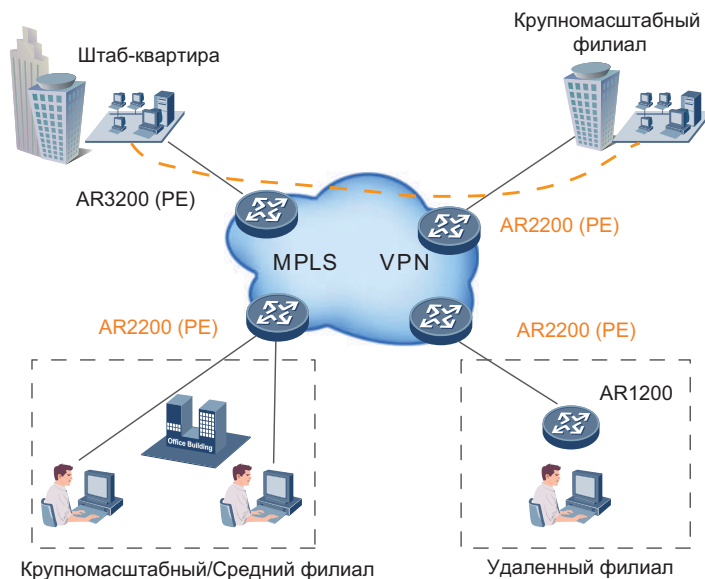 Крупномасштабный
филиал
Штаб-квартира
AR3200 (PE)
AR2200 (PE)
MPLS VPN
AR2200 (PE)
AR2200 (PE)
AR1200
Office Building
Крупномасштабный/Средний филиал
Удаленный филиал